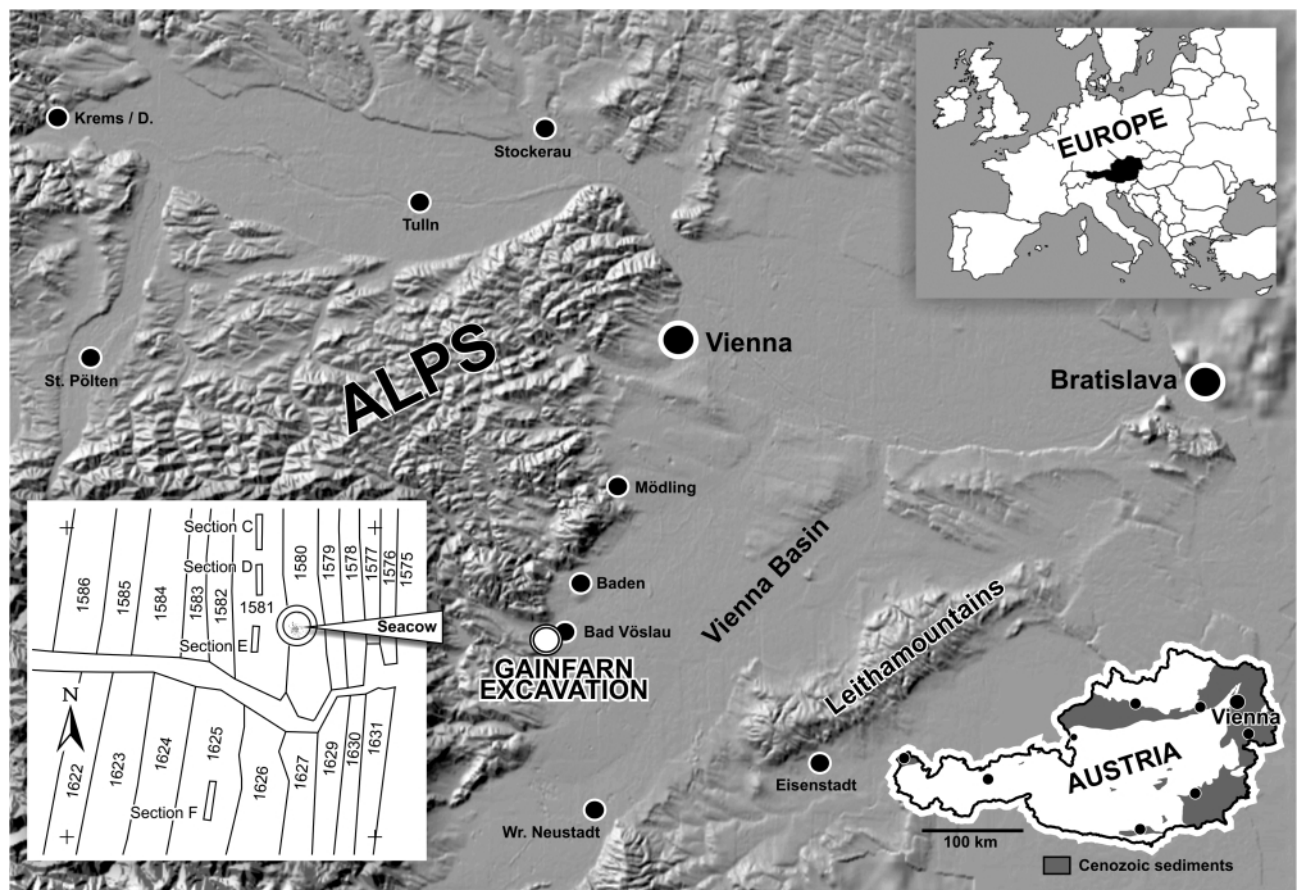 Krems / D.
Stockerau
Tulln
EUROPE
ALPS
Vienna
St. Pölten
Bratislava
Mödling
Vienna Basin
Baden
Bad Vöslau
GAINFARN
EXCAVATION
Leithamountains
Eisenstadt
Wr. Neustadt
Section C
Section D
Section E
Section F
Seacow
1586
1585
1584
1583
1582
1581
1580
1579
1578
1577
1576
1575
N
1622
1623
1624
1625
1626
1627
1629
1630
1631
Vienna
AUSTRIA
100 km
Cenozoic sediments